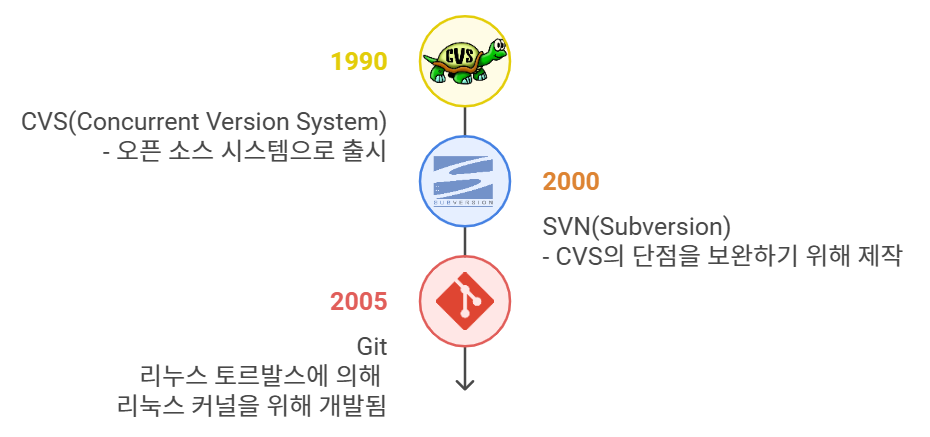 1990
CVS
CVS(Concurrent Version System)
- 오픈 소스 시스템으로 출시
SUBVERSION
2000
SVN(Subversion)
- CVS의 단점을 보완하기 위해 제작
2005
Git
리누스 토르발스에 의해
리눅스 커널을 위해 개발됨